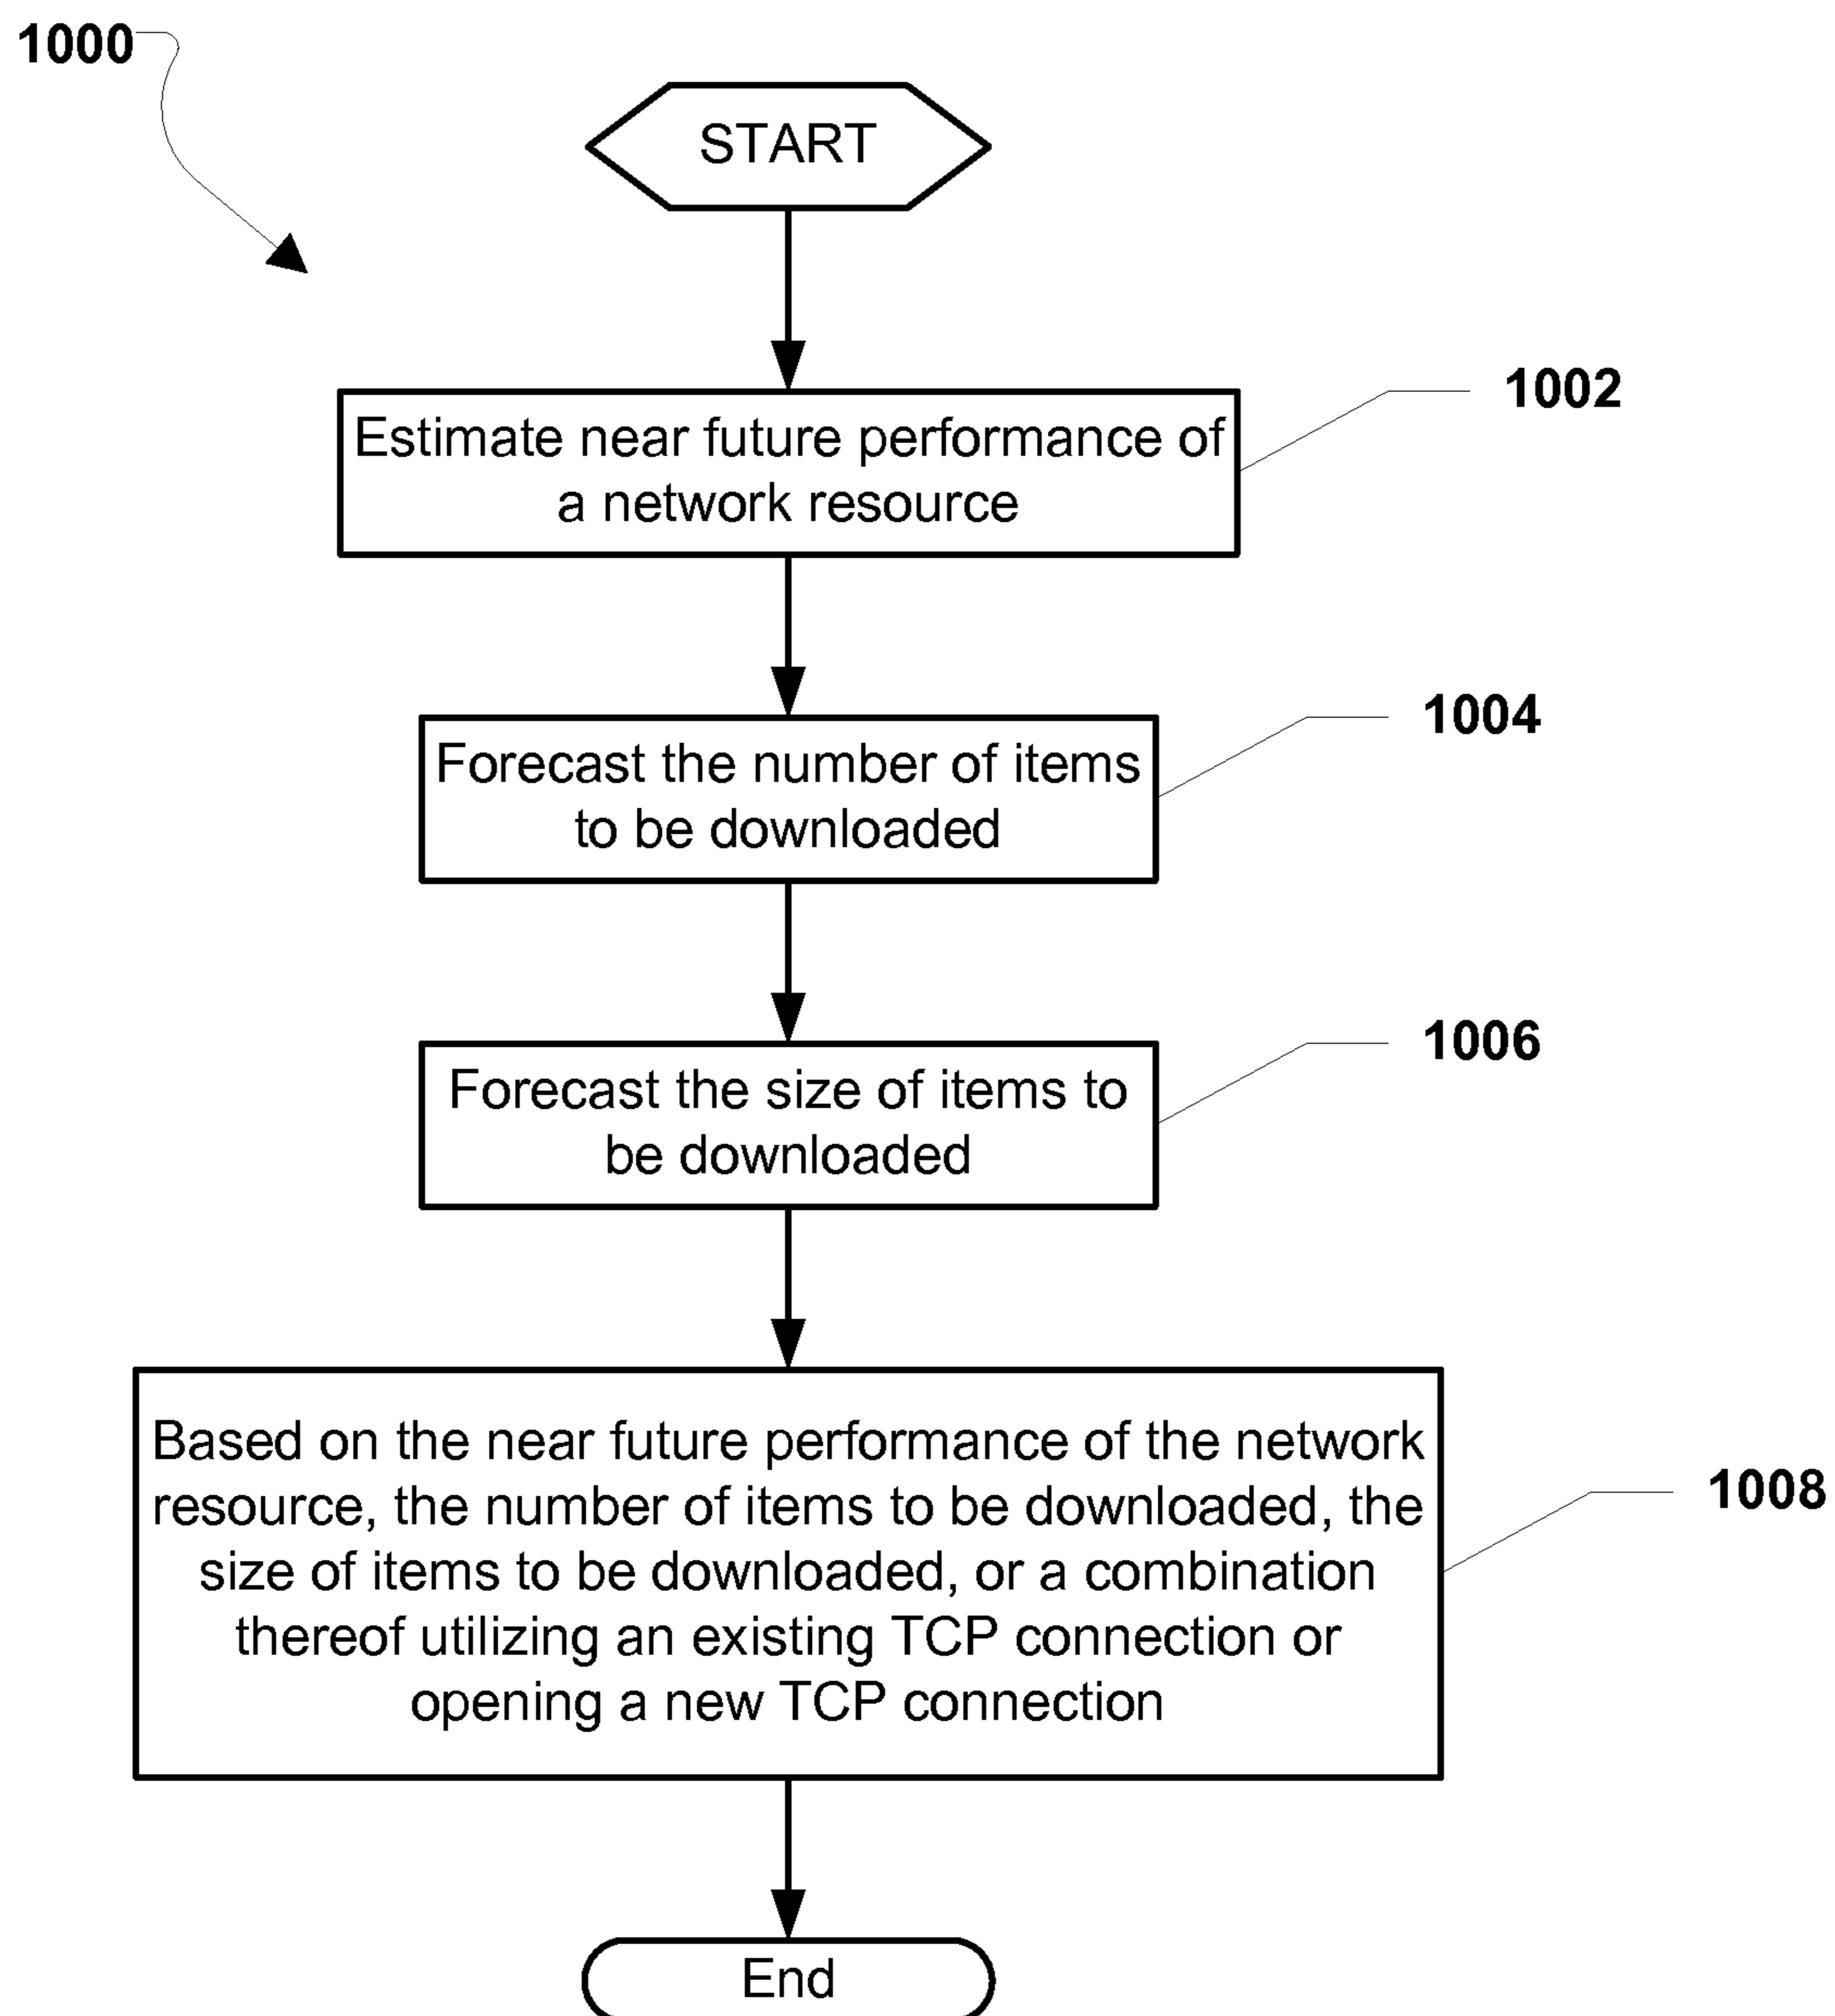 1000
START
1002
Estimate near future performance of
a network resource
1004
Forecast the number of items
to be downloaded
1006
Forecast the size of items to
be downloaded
1008
Based on the near future performance of the network
resource, the number of items to be downloaded, the
size of items to be downloaded, or a combination
thereof utilizing an existing TCP connection or
opening a new TCP connection
End